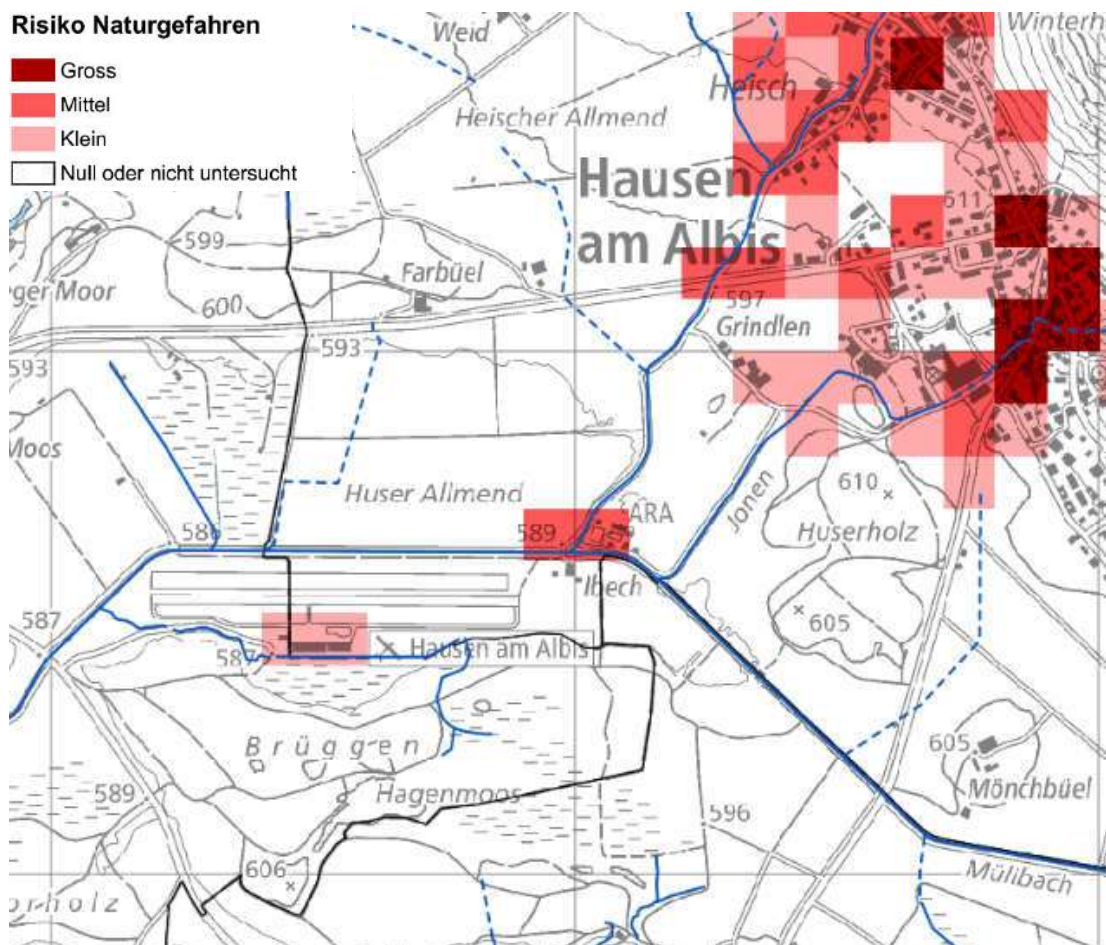 Risiko Naturgefahren
Gross
Mittel
Klein
Null oder nicht untersucht
Weid
Winterh
Heisch
Heischer Allmend
Hausen
am Albis
611
599
Farbüel
ger Moor
600
597
593
Grindlen
593
Moos
Huser Allmend
610
Jonen
ARA
Huserholz
586
589
Ibech
605
587
587
Hausen am Albis
Brüggen
605
Mönchbüel
589
Hagenmoos
596
606
Mülibach
orholz